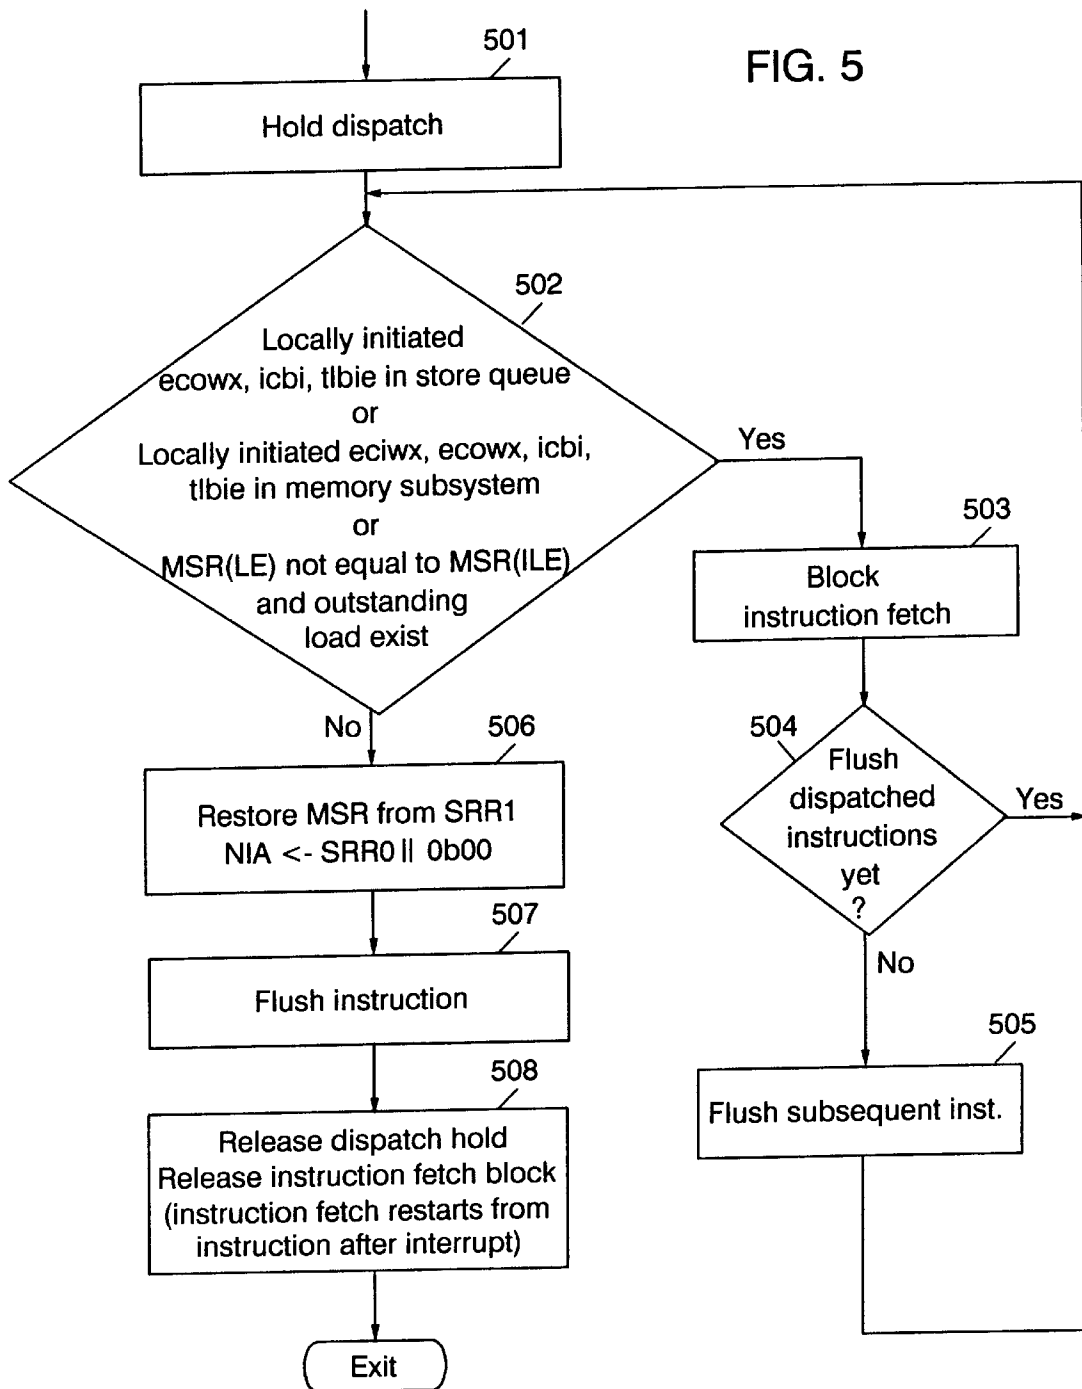 FIG. 5
501
Hold dispatch
502
Locally initiated
ecowx, icbi, tlbie in store queue
or
Locally initiated eciwx, ecowx, icbi,
tlbie in memory subsystem
or
MSR(LE) not equal to MSR(ILE)
and outstanding
load exist
Yes
503
Block
instruction fetch
504
Flush
dispatched
instructions
yet
?
Yes
No
505
Flush subsequent inst.
No
506
Restore MSR from SRR1
NIA <- SRR0 || 0b00
507
Flush instruction
508
Release dispatch hold
Release instruction fetch block
(instruction fetch restarts from
instruction after interrupt)
Exit